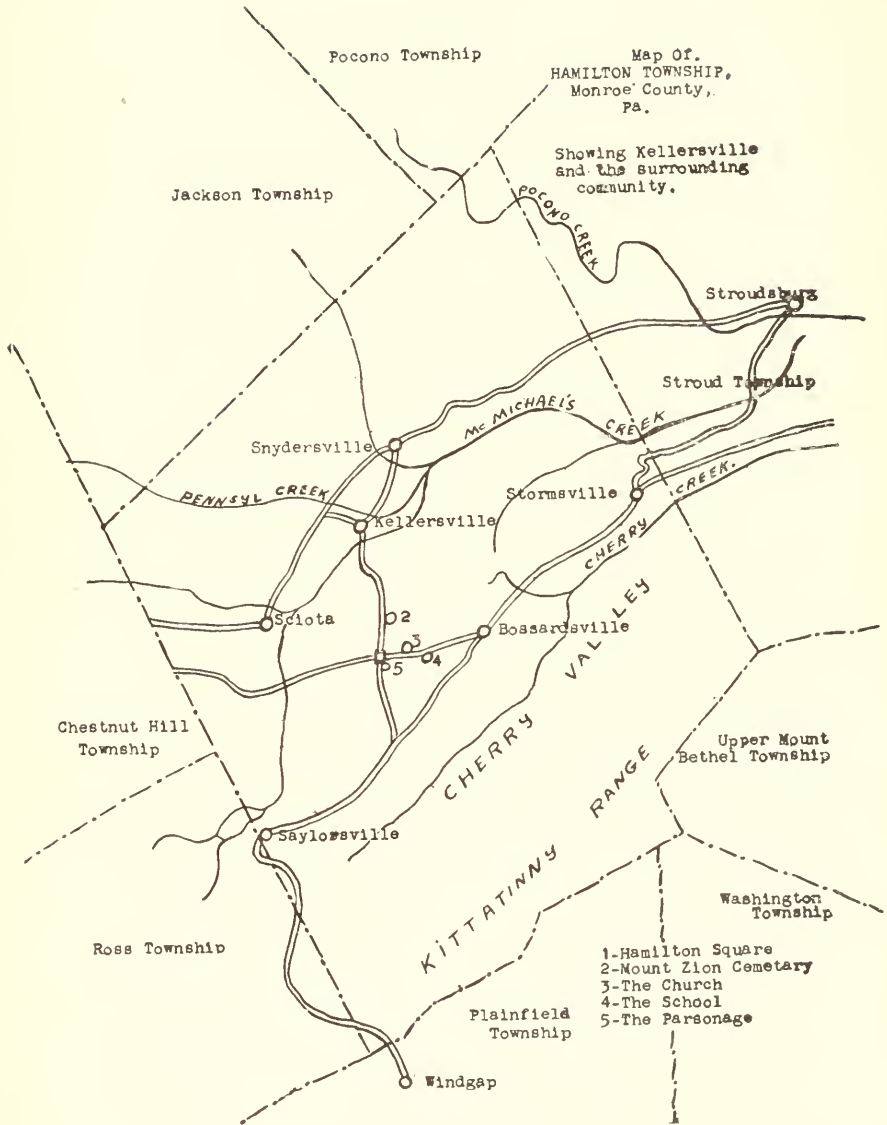 Pocono Township
Map Of.
HAMILTON TOWNSHIP,
Monroe County,
Pa.
Showing Kellersville
and the surrounding
community.
Jackson Township
POCONO CREEK
Stroudsburg
Stroud Township
Mc MICHAEL'S CREEK
Snydersville
PENNSYL CREEK
Stormsville
Kellersville
CHERRY CREEK.
Sciota
2
Bossardsville
3
4
5
CHERRY VALLEY
Chestnut Hill
Township
Upper Mount
Bethel Township
Saylorsville
KITTATINNY RANGE
Washington
Township
Ross Township
1-Hamilton Square
2-Mount Zion Cemetary
3-The Church
4-The School
5-The Parsonage
Plainfield
Township
Windgap